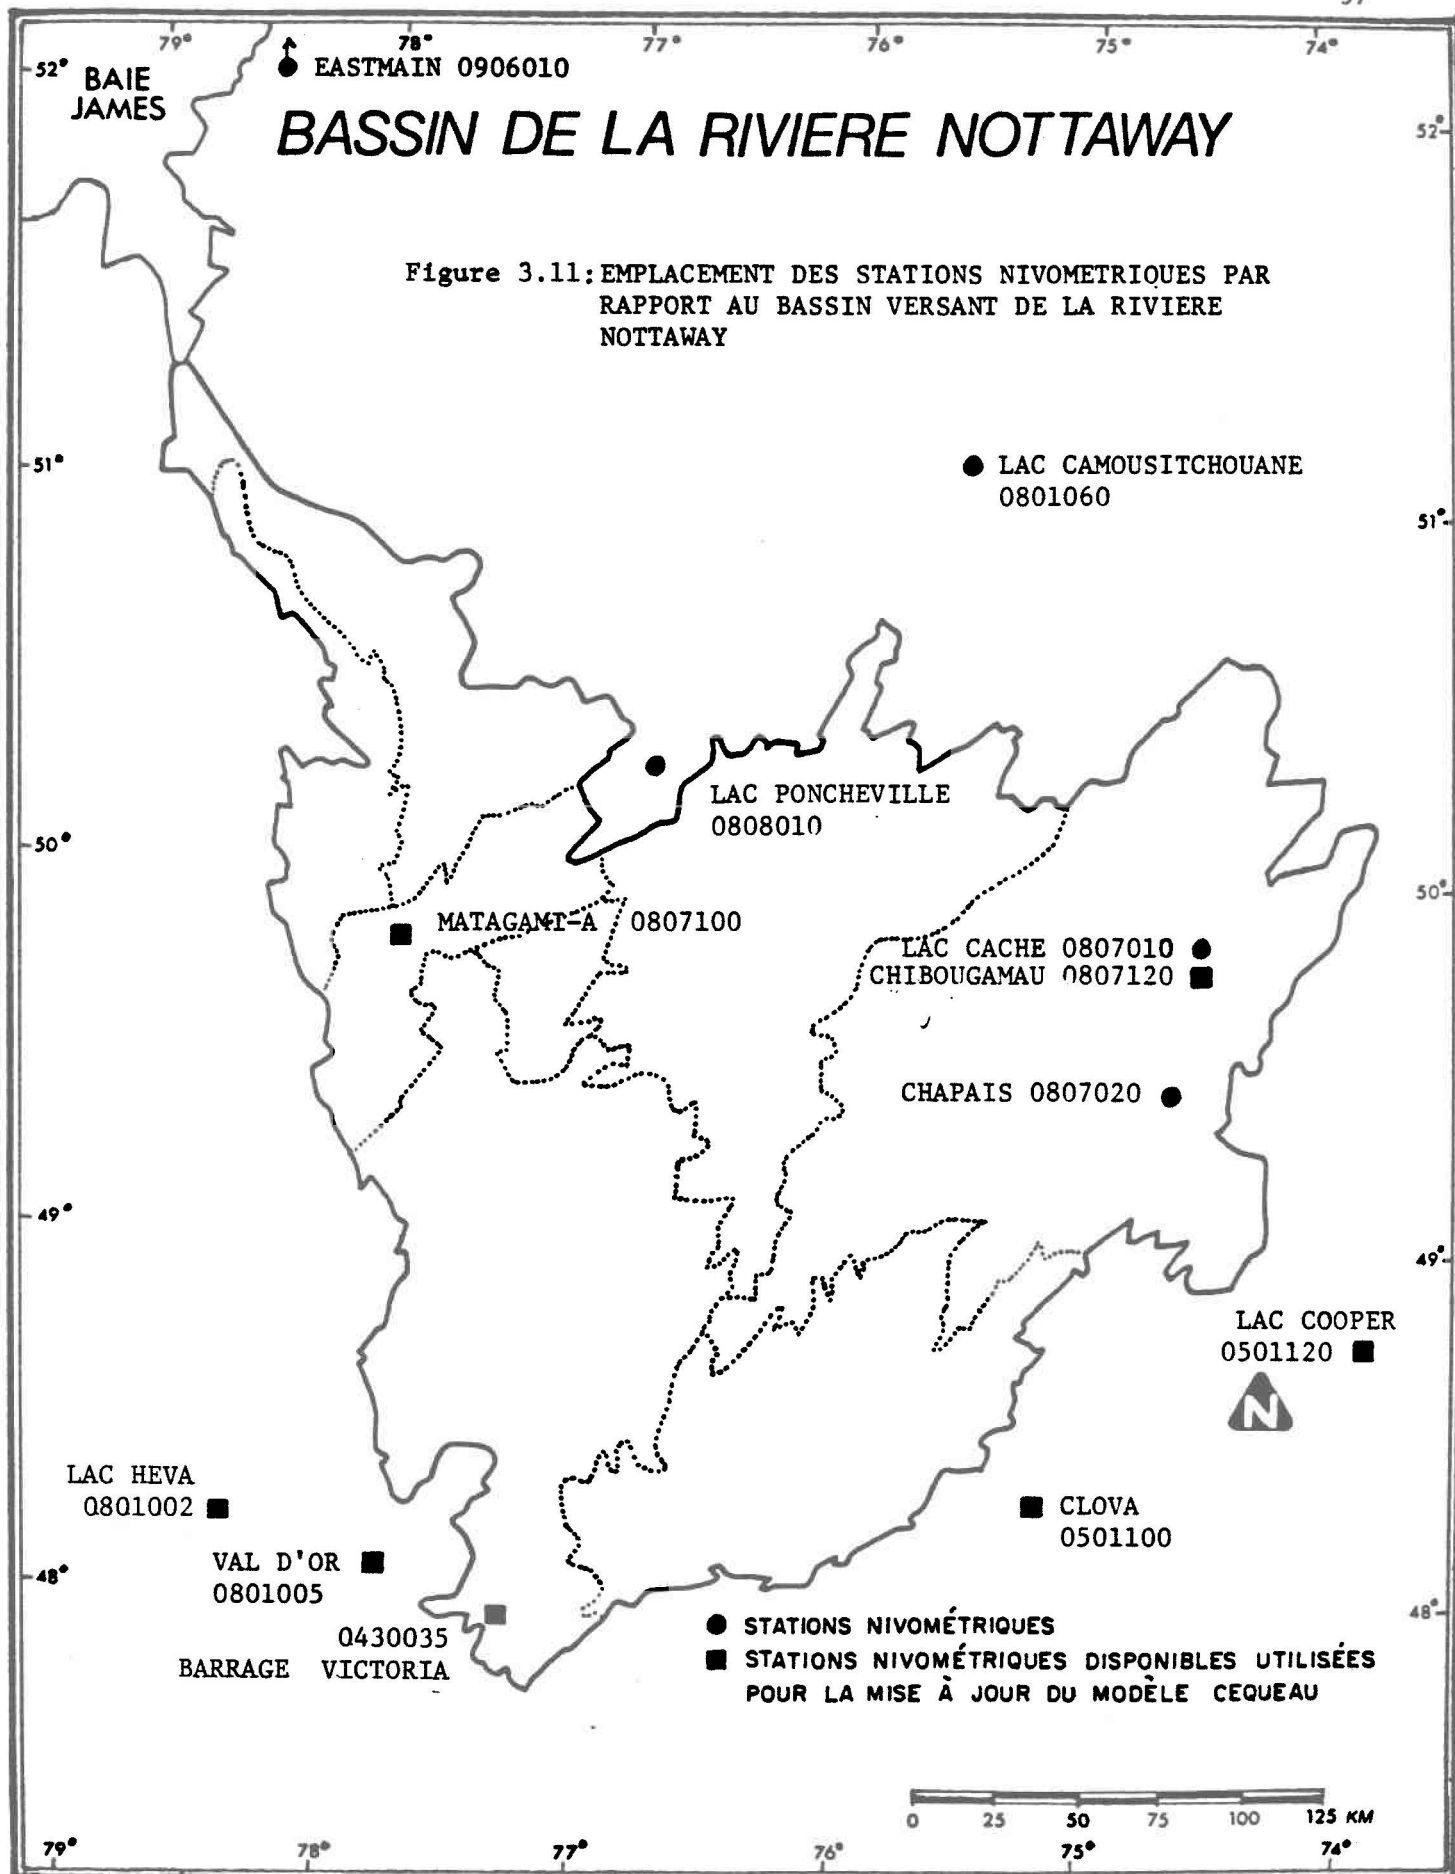 79° 78° 77° 76° 75° 74°
52°
BAIE
JAMES
EASTMAIN 0906010
BASSIN DE LA RIVIERE NOTTAWAY
52°
Figure 3.11: EMPLACEMENT DES STATIONS NIVOMETRIQUES PAR
RAPPORT AU BASSIN VERSANT DE LA RIVIERE
NOTTAWAY
51°
LAC CAMOUSITCHOUANE
0801060
51°
LAC PONCHEVILLE
0808010
50°
50°
MATAGAMI-A 0807100
LAC CACHE 0807010
CHIBOUGAMAU 0807120
CHAPAIS 0807020
49°
49°
LAC COOPER
0501120
N
LAC HEVA
0801002
CLOVA
0501100
VAL D'OR
0801005
48°
48°
0430035
BARRAGE VICTORIA
STATIONS NIVOMÉTRIQUES
STATIONS NIVOMÉTRIQUES DISPONIBLES UTILISÉES
POUR LA MISE À JOUR DU MODÈLE CEQUEAU
0 25 50 75 100 125 KM
79° 78° 77° 76° 75° 74°